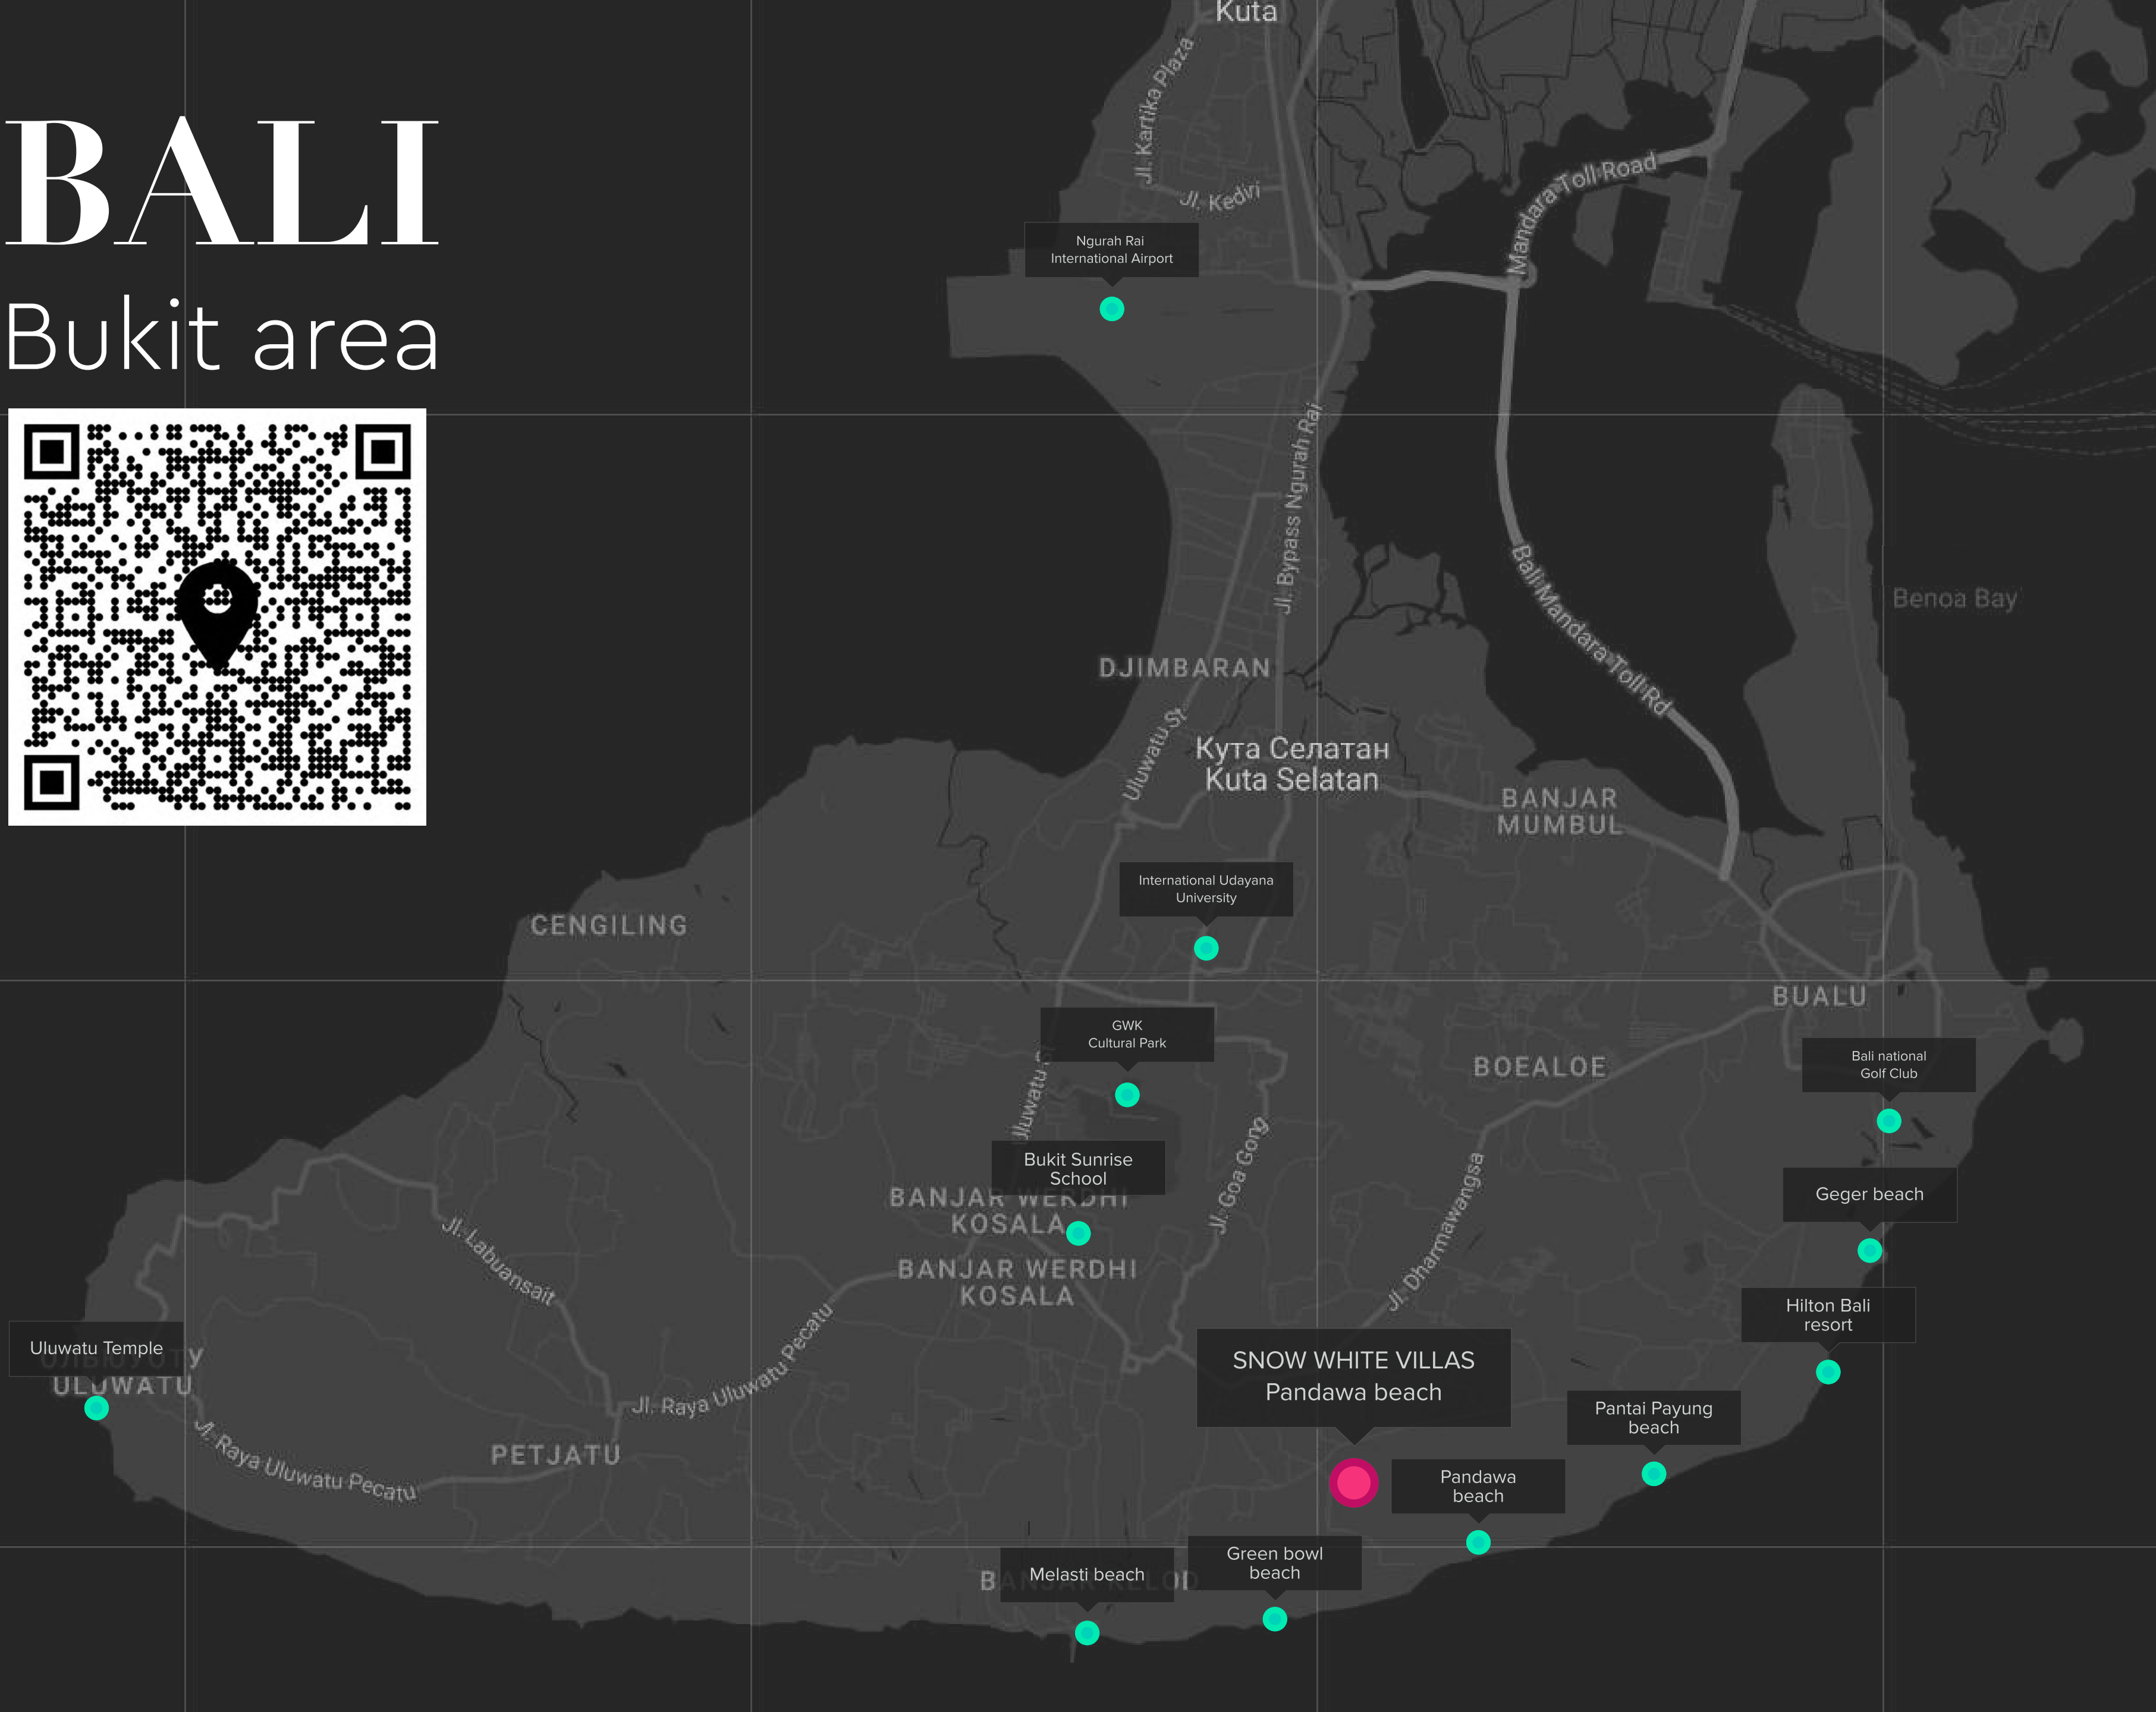 Kuta
Jl. Kartika Plaza
BALI
Mandara Toll Road
Jl. Kediri
Ngurah Rai
International Airport
Bukit area
Jl. Bypass Ngurah Rai
Benoa Bay
Bali Mandara Toll Rd
DJIMBARAN
Uluwatu St
Кута Селатан
Kuta Selatan
BANJAR
MUMBUL
International Udayana
University
CENGILING
BUALU
GWK
Cultural Park
Uluwatu
BOEALOE
Bali national
Golf Club
Jl. Goa Gong
Bukit Sunrise
School
Jl. Dharmawangsa
BANJAR WERDHI
KOSALA
Geger beach
Jl. Labuansait
BANJAR WERDHI
KOSALA
Hilton Bali
resort
Uluwatu Temple
ULUWATU
Jl. Raya Uluwatu Pecatu
SNOW WHITE VILLAS
Pandawa beach
Pantai Payung
beach
Jl. Raya Uluwatu Pecatu
PETJATU
Pandawa
beach
Green bowl
beach
Melasti beach